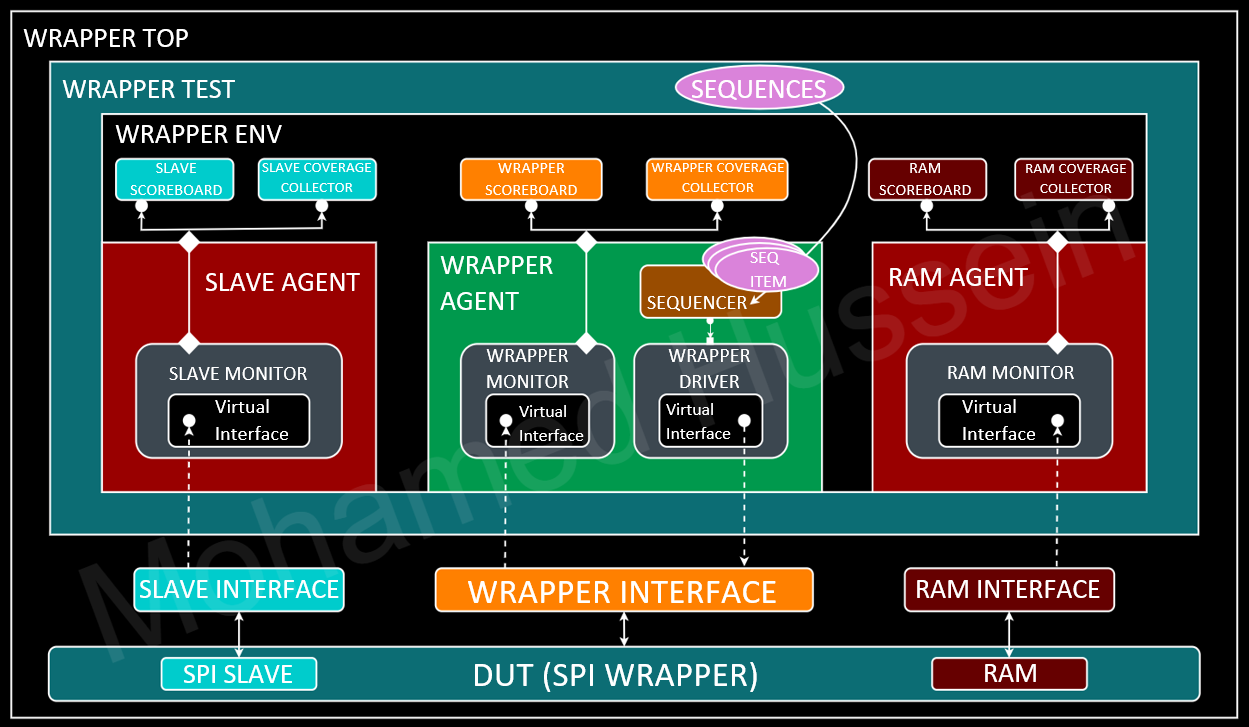 WRAPPER TOP
WRAPPER TEST
SEQUENCES
WRAPPER ENV
SLAVE
SCOREBOARD
SLAVE COVERAGE
COLLECTOR
WRAPPER
SCOREBOARD
WRAPPER COVERAGE
COLLECTOR
RAM
SCOREBOARD
RAM COVERAGE
COLLECTOR
SLAVE AGENT
WRAPPER
AGENT
SEQ
ITEM
SEQUENCER
RAM AGENT
SLAVE MONITOR
Virtual
Interface
WRAPPER
MONITOR
Virtual
Interface
WRAPPER
DRIVER
Virtual
Interface
RAM MONITOR
Virtual
Interface
SLAVE INTERFACE
WRAPPER INTERFACE
RAM INTERFACE
SPI SLAVE
DUT (SPI WRAPPER)
RAM
Mohamed Hussein